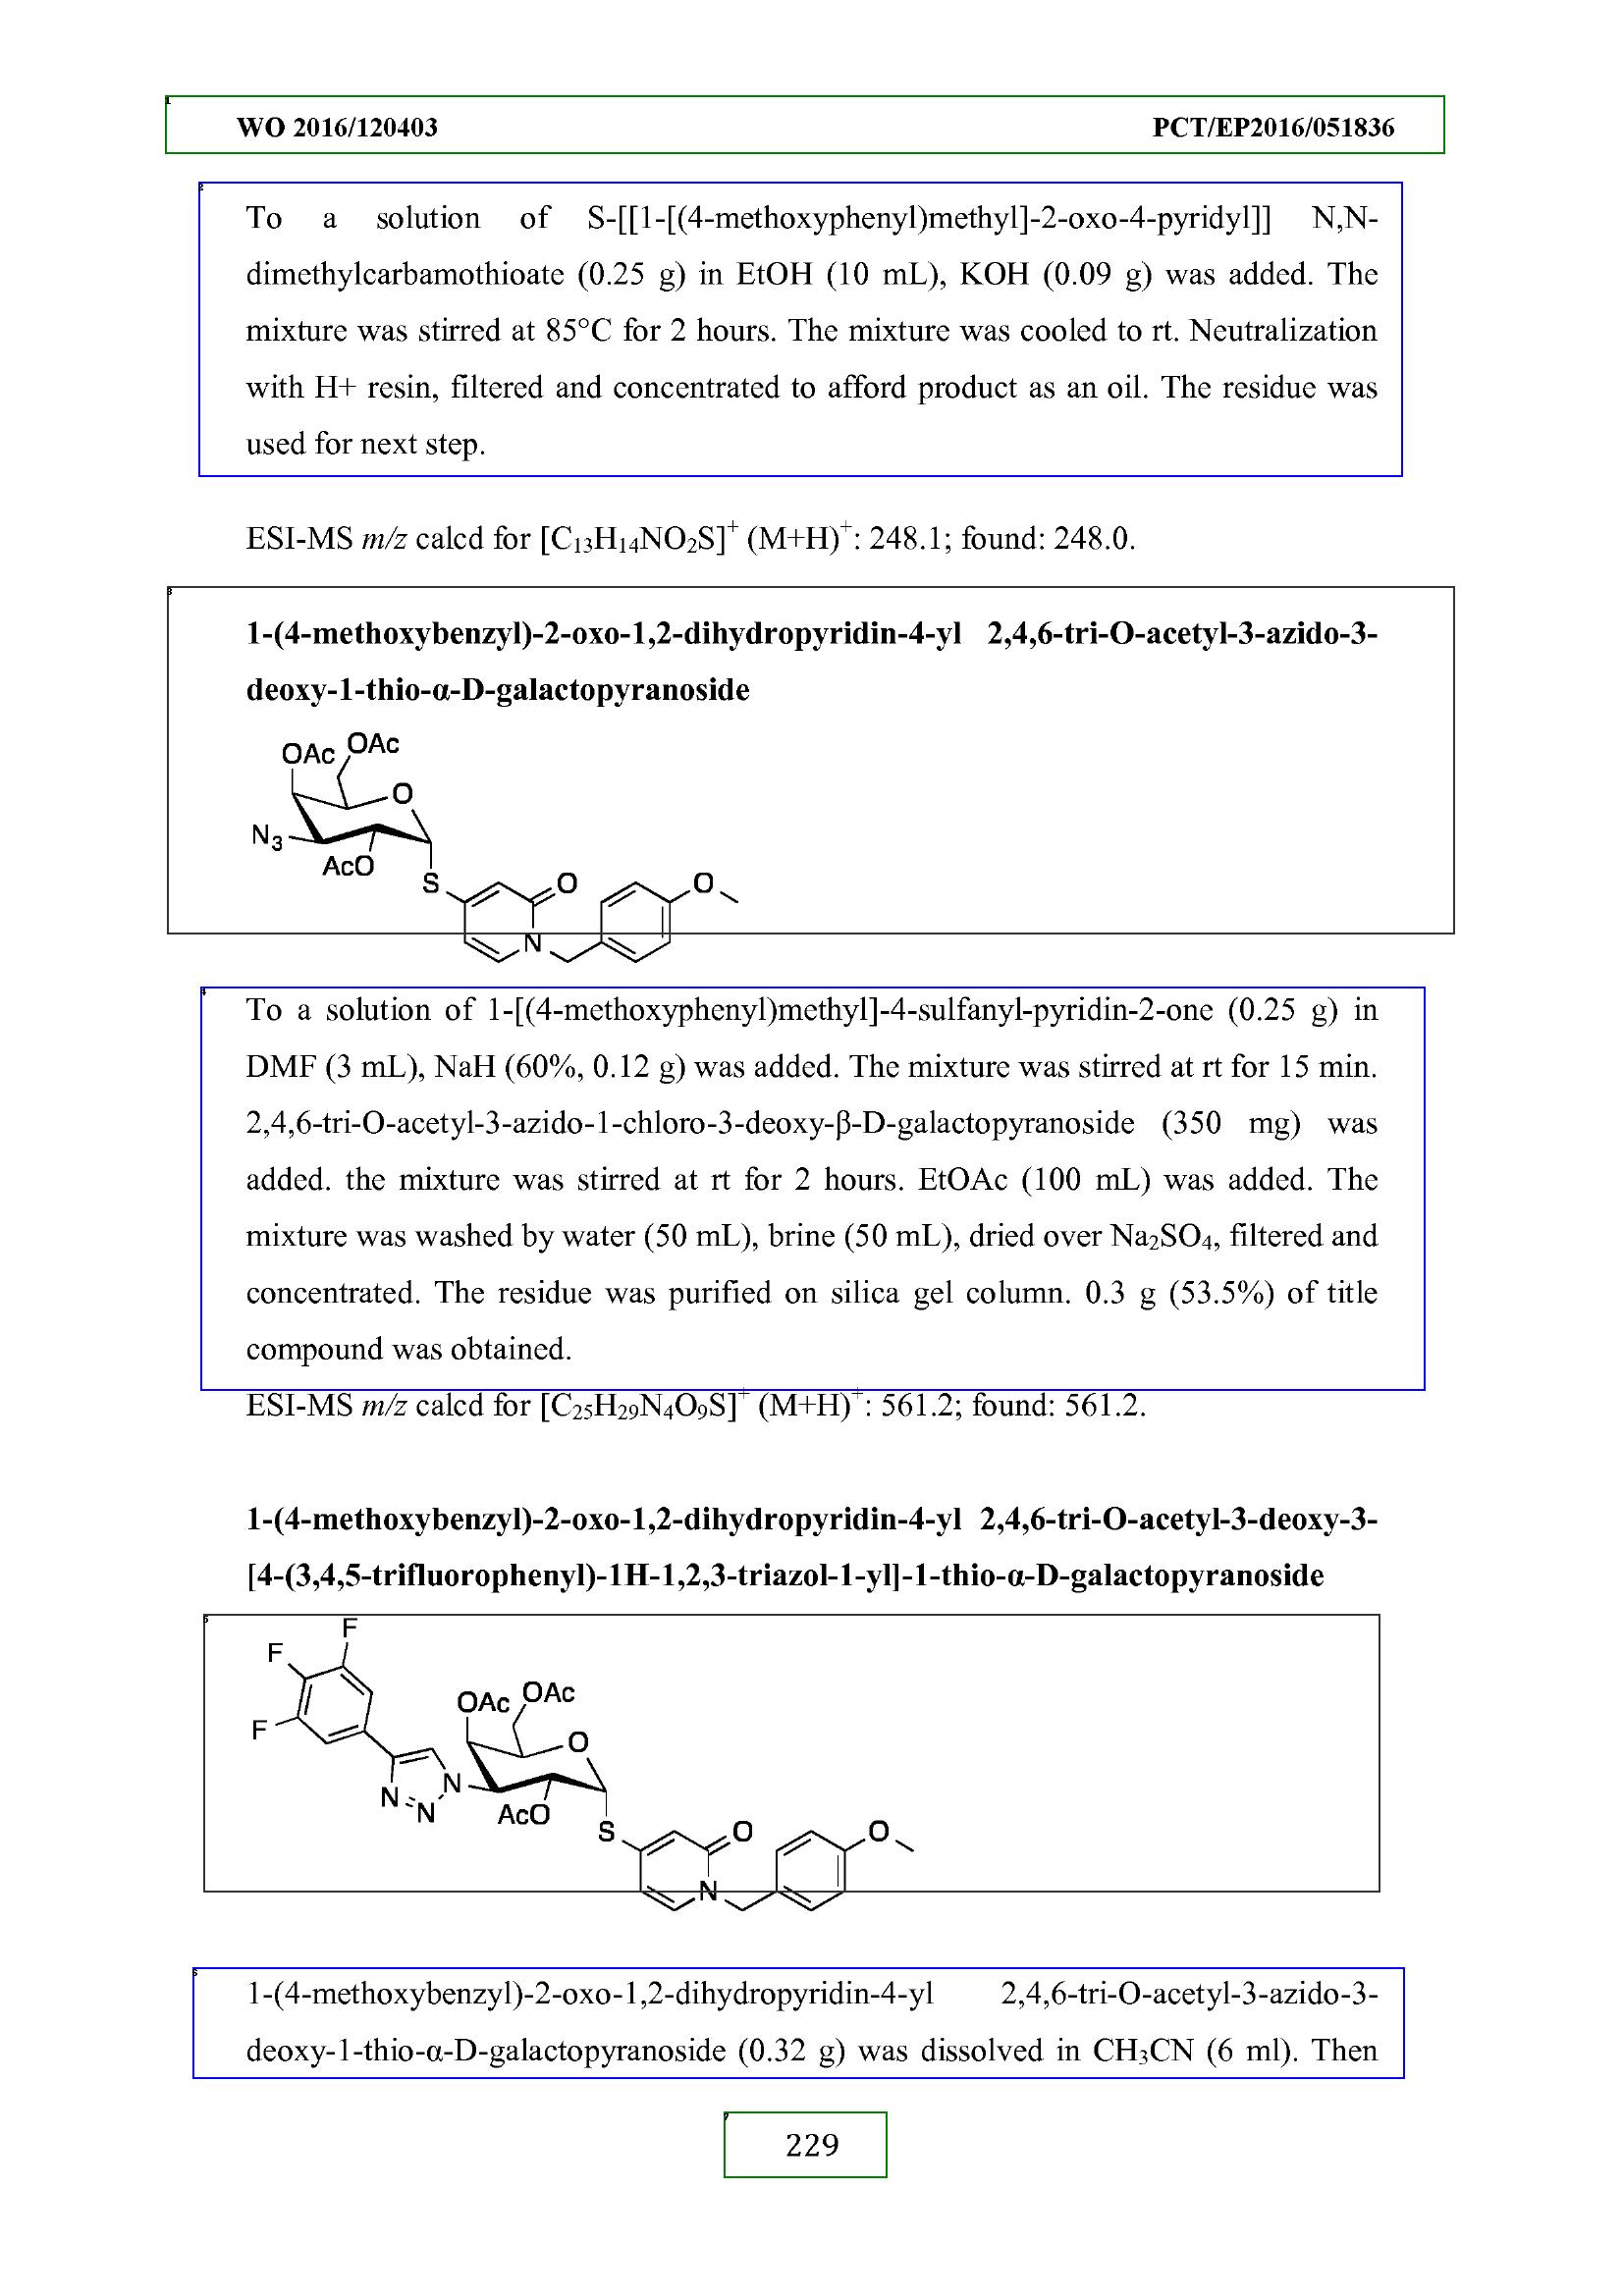 WO 2016/120403 PCT/EP2016/051836
To a solution of S-[[1-[(4-methoxyphenyl)methyl]-2-oxo-4-pyridyl]] N,N-
dimethylcarbamothioate (0.25 g) in EtOH (10 mL), KOH (0.09 g) was added. The
mixture was stirred at 85°C for 2 hours. The mixture was cooled to rt. Neutralization
with H+ resin, filtered and concentrated to afford product as an oil. The residue was
used for next step.
ESI-MS m/z calcd for [C₁₃H₁₄NO₂S]⁺ (M+H)⁺: 248.1; found: 248.0.
1-(4-methoxybenzyl)-2-oxo-1,2-dihydropyridin-4-yl 2,4,6-tri-O-acetyl-3-azido-3-
deoxy-1-thio-α-D-galactopyranoside
OAc OAc
O
N₃
AcO
S O O
N
To a solution of 1-[(4-methoxyphenyl)methyl]-4-sulfanyl-pyridin-2-one (0.25 g) in
DMF (3 mL), NaH (60%, 0.12 g) was added. The mixture was stirred at rt for 15 min.
2,4,6-tri-O-acetyl-3-azido-1-chloro-3-deoxy-β-D-galactopyranoside (350 mg) was
added. the mixture was stirred at rt for 2 hours. EtOAc (100 mL) was added. The
mixture was washed by water (50 mL), brine (50 mL), dried over Na₂SO₄, filtered and
concentrated. The residue was purified on silica gel column. 0.3 g (53.5%) of title
compound was obtained.
ESI-MS m/z calcd for [C₂₅H₂₉N₄O₉S]⁺ (M+H)⁺: 561.2; found: 561.2.
1-(4-methoxybenzyl)-2-oxo-1,2-dihydropyridin-4-yl 2,4,6-tri-O-acetyl-3-deoxy-3-
[4-(3,4,5-trifluorophenyl)-1H-1,2,3-triazol-1-yl]-1-thio-α-D-galactopyranoside
F
F
OAc OAc
F O
N N
N AcO
S O O
N
1-(4-methoxybenzyl)-2-oxo-1,2-dihydropyridin-4-yl 2,4,6-tri-O-acetyl-3-azido-3-
deoxy-1-thio-α-D-galactopyranoside (0.32 g) was dissolved in CH₃CN (6 ml). Then
229